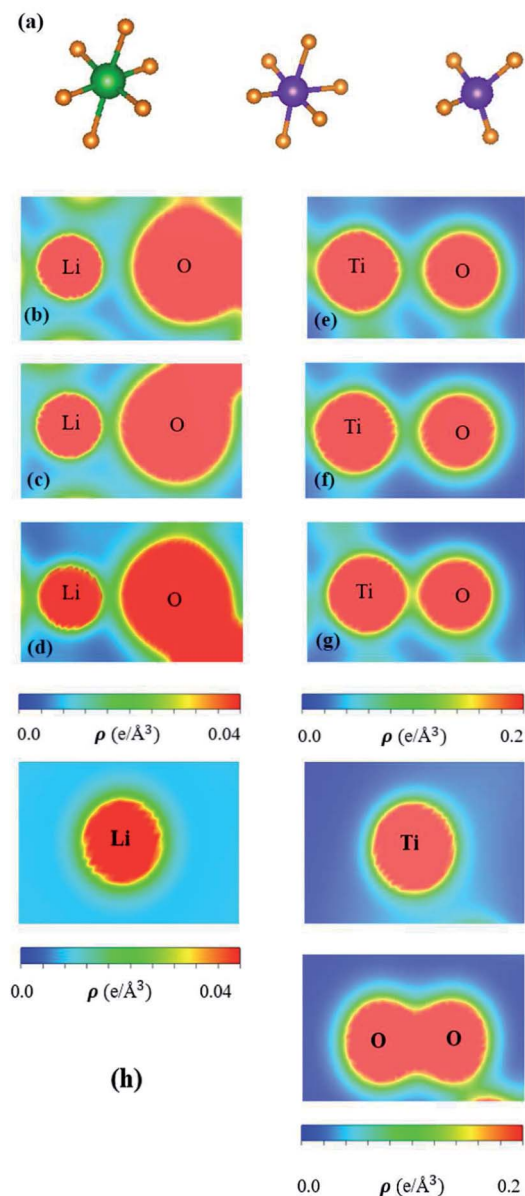 (a)
Li
O
(b)
Ti
O
(e)
Li
O
(c)
Ti
O
(f)
Li
O
(d)
Ti
O
(g)
0.0
0.04
ρ (e/Å³)
0.0
0.2
ρ (e/Å³)
Li
Ti
0.0
0.04
ρ (e/Å³)
O
O
(h)
0.0
0.2
ρ (e/Å³)